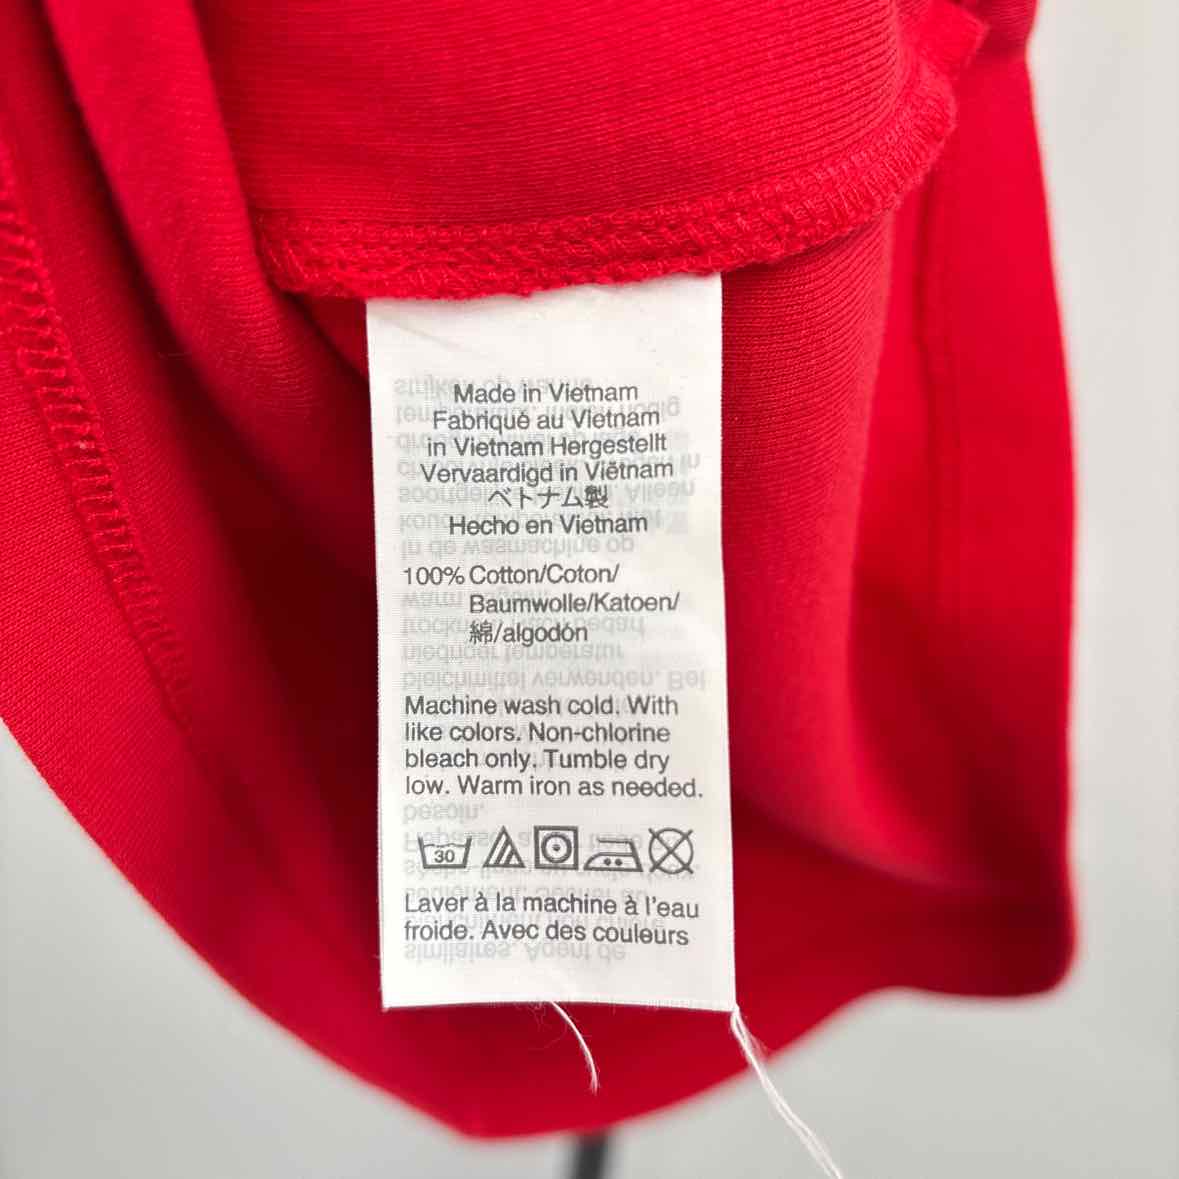 Made in Vietnam
Fabriqué au Vietnam
in Vietnam Hergestellt
Vervaardigd in Viëtnam
ベトナム製
Hecho en Vietnam
100% Cotton/Coton/
Baumwolle/Katoen/
綿/algodón
Machine wash cold. With
like colors. Non-chlorine
bleach only. Tumble dry
low. Warm iron as needed.
30
Laver à la machine à l'eau
froide. Avec des couleurs